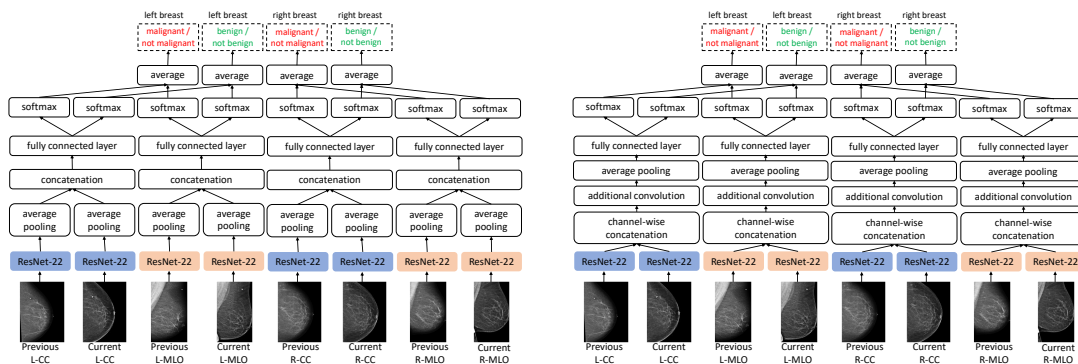 left breast left breast right breast right breast
malignant / not malignant benign / not benign malignant / not malignant benign / not benign
average average average average
softmax softmax softmax softmax softmax softmax softmax softmax
fully connected layer fully connected layer fully connected layer fully connected layer
concatenation concatenation concatenation concatenation
average pooling average pooling average pooling average pooling average pooling average pooling average pooling average pooling
ResNet-22 ResNet-22 ResNet-22 ResNet-22 ResNet-22 ResNet-22 ResNet-22 ResNet-22
Previous L-CC Current L-CC Previous L-MLO Current L-MLO Previous R-CC Current R-CC Previous R-MLO Current R-MLO
left breast left breast right breast right breast
malignant / not malignant benign / not benign malignant / not malignant benign / not benign
average average average average
softmax softmax softmax softmax softmax softmax softmax softmax
fully connected layer fully connected layer fully connected layer fully connected layer
average pooling average pooling average pooling average pooling
additional convolution additional convolution additional convolution additional convolution
channel-wise concatenation channel-wise concatenation channel-wise concatenation channel-wise concatenation
ResNet-22 ResNet-22 ResNet-22 ResNet-22 ResNet-22 ResNet-22 ResNet-22 ResNet-22
Previous L-CC Current L-CC Previous L-MLO Current L-MLO Previous R-CC Current R-CC Previous R-MLO Current R-MLO